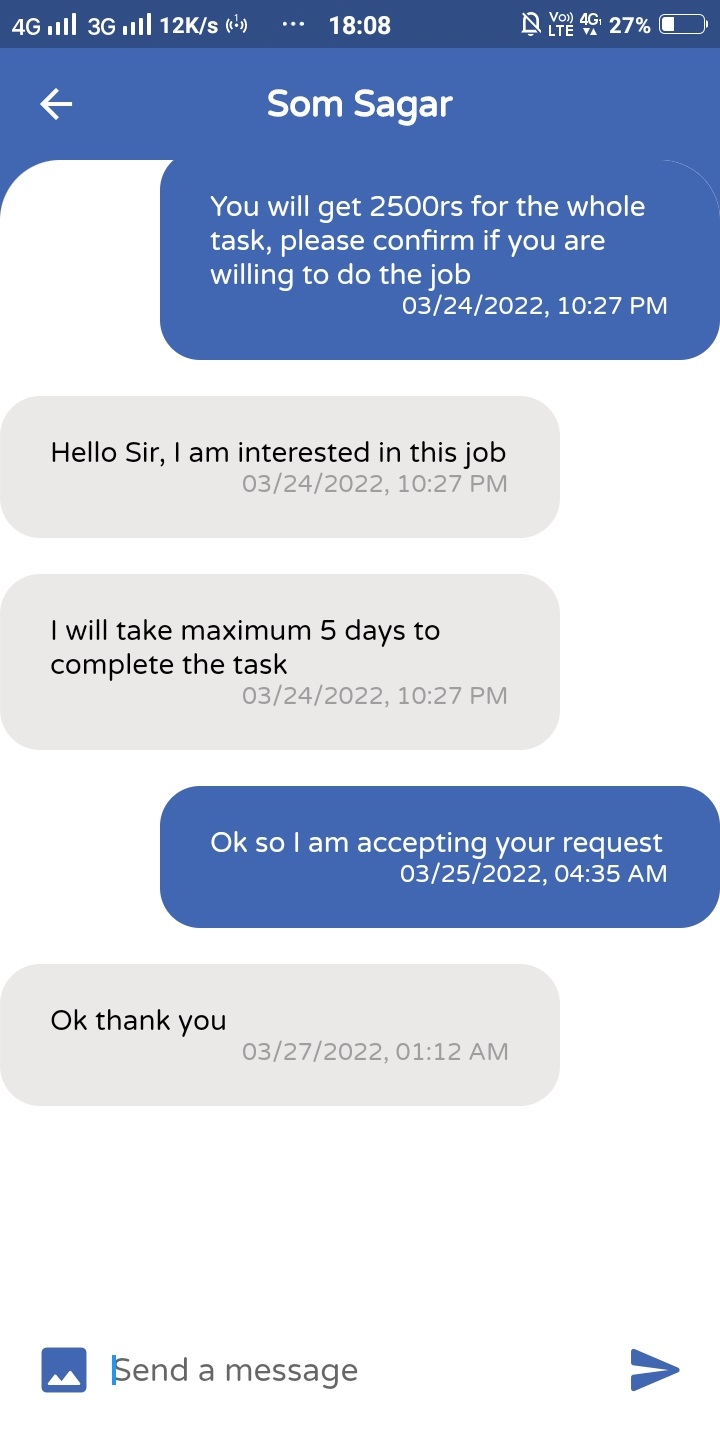 4G 3G 12K/s ... 18:08 Vo)) LTE 4G 27%
Som Sagar
You will get 2500rs for the whole
task, please confirm if you are
willing to do the job
03/24/2022, 10:27 PM
Hello Sir, I am interested in this job
03/24/2022, 10:27 PM
I will take maximum 5 days to
complete the task
03/24/2022, 10:27 PM
Ok so I am accepting your request
03/25/2022, 04:35 AM
Ok thank you
03/27/2022, 01:12 AM
Send a message